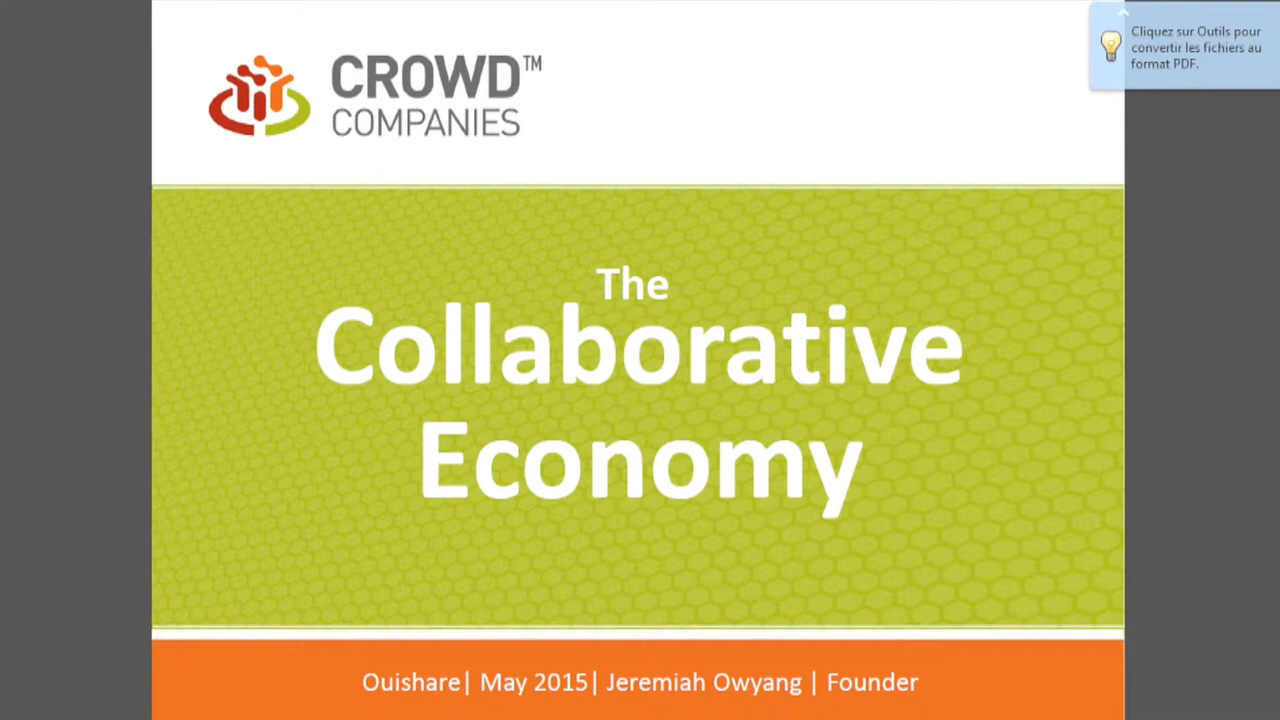 CROWD™
COMPANIES
Cliquez sur Outils pour
convertir les fichiers au
format PDF.
The
Collaborative
Economy
Ouishare| May 2015| Jeremiah Owyang | Founder